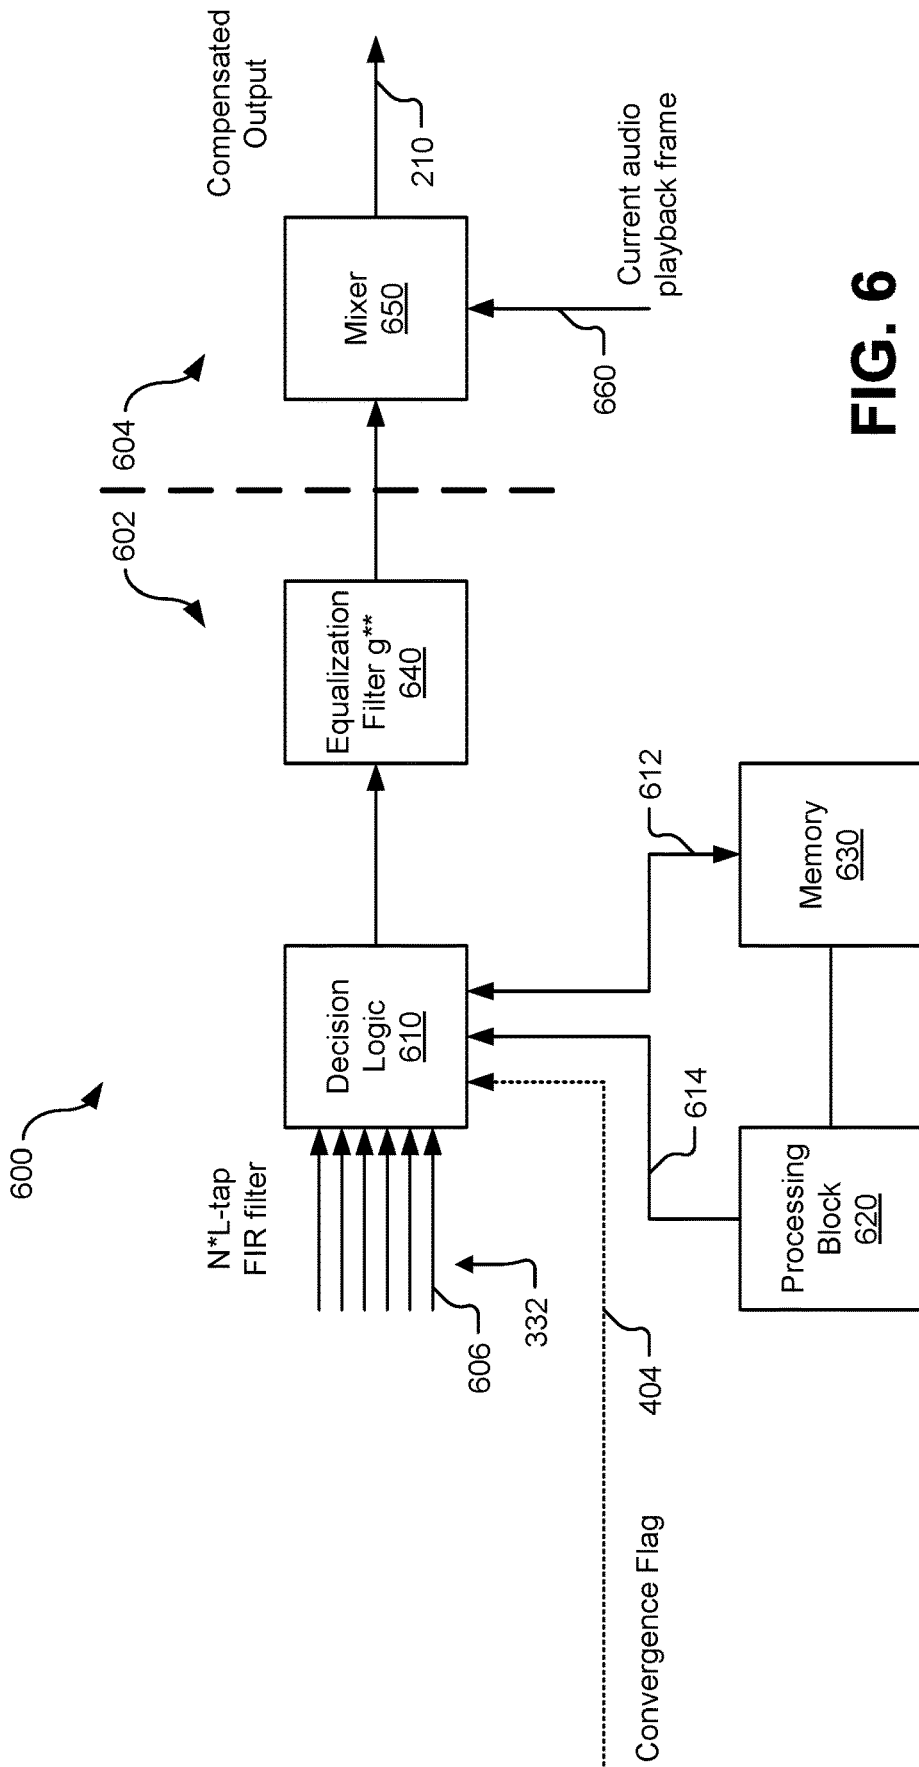 600
N*L-tap
FIR filter
606
332
Convergence Flag
404
Decision
Logic
610
614
612
Processing
Block
620
Memory
630
602
604
Equalization
Filter g**
640
Mixer
650
660
Current audio
playback frame
Compensated
Output
210
FIG. 6